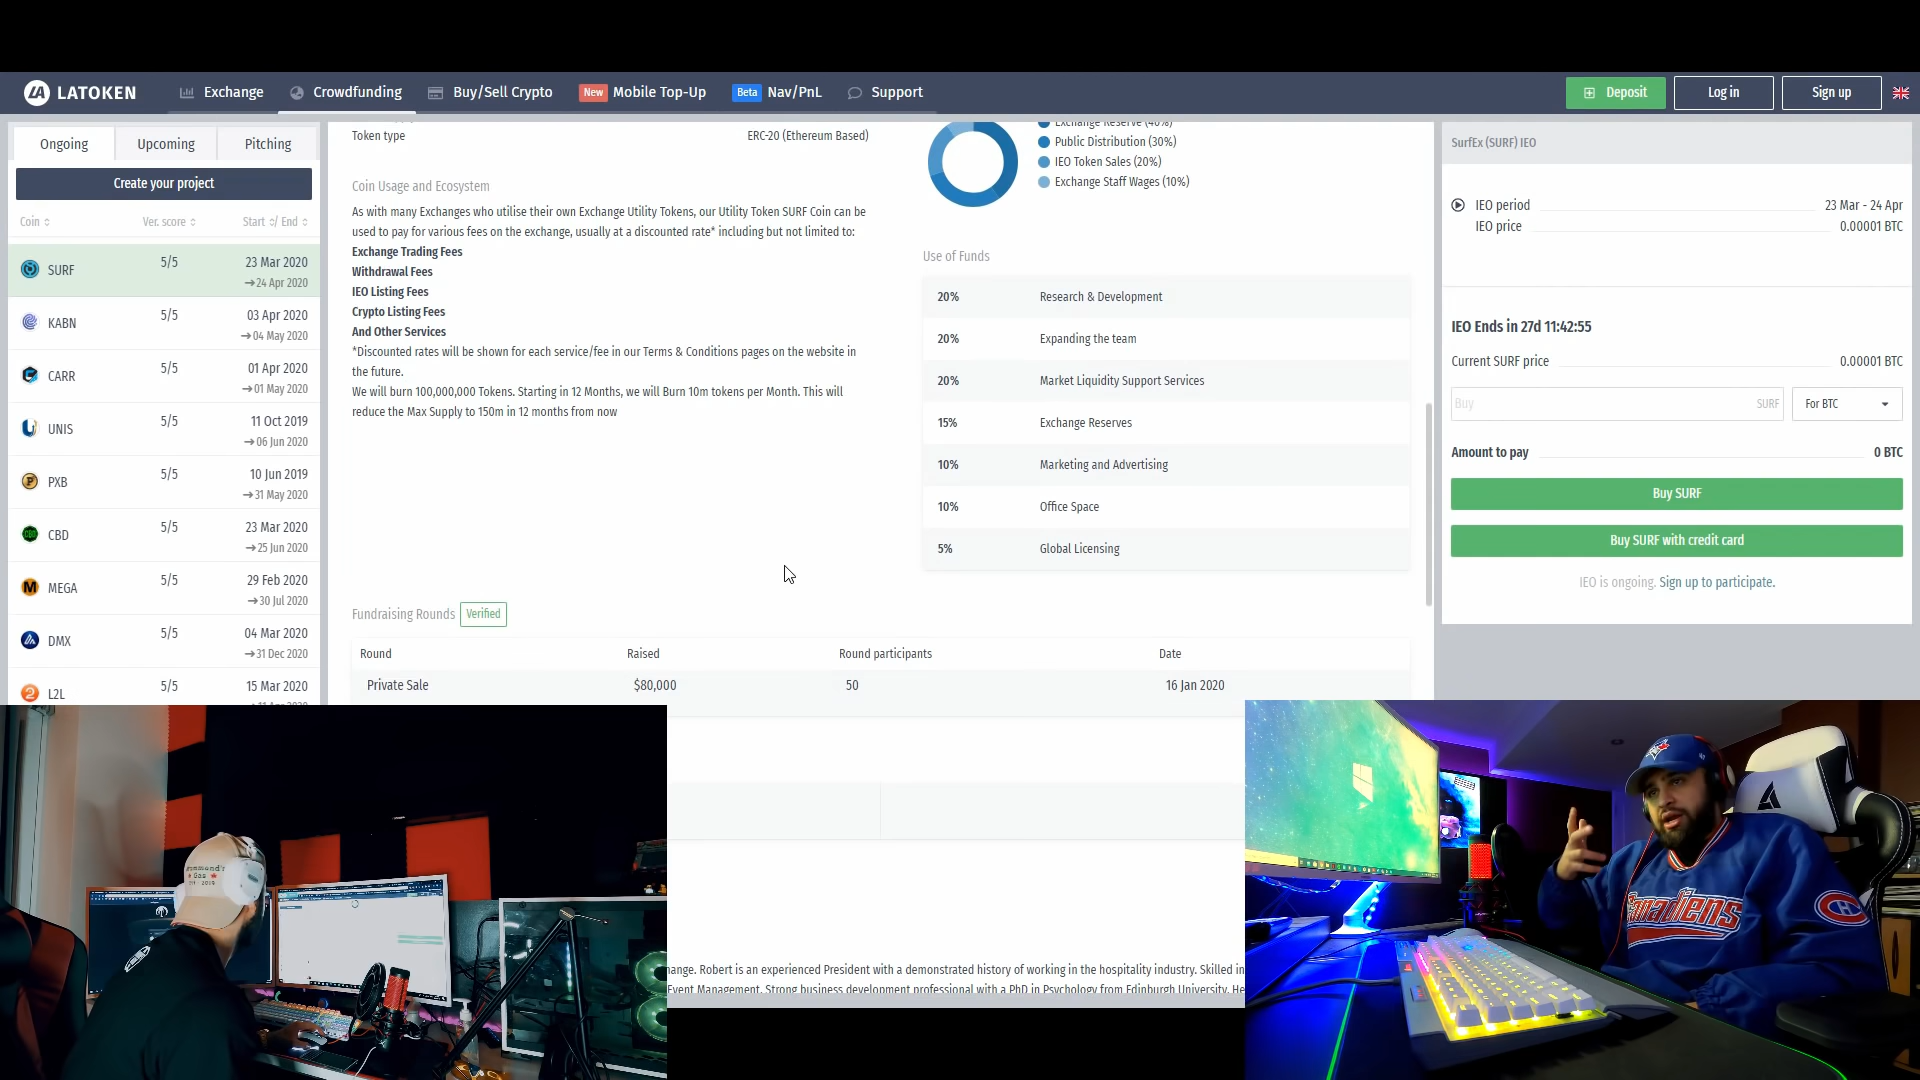 LATOKEN
Exchange
Crowdfunding
Buy/Sell Crypto
New Mobile Top-Up
Beta Nav/PnL
Support
Deposit
Log in
Sign up
Ongoing
Upcoming
Pitching
Create your project
Coin
Ver. score
Start / End
SURF 5/5 23 Mar 2020
24 Apr 2020
KABN 5/5 03 Apr 2020
04 May 2020
CARR 5/5 01 Apr 2020
01 May 2020
UNIS 5/5 11 Oct 2019
06 Jun 2020
PXB 5/5 10 Jun 2019
31 May 2020
CBD 5/5 23 Mar 2020
25 Jun 2020
MEGA 5/5 29 Feb 2020
30 Jul 2020
DMX 5/5 04 Mar 2020
31 Dec 2020
L2L 5/5 15 Mar 2020
Token type ERC-20 (Ethereum Based)
Coin Usage and Ecosystem
As with many Exchanges who utilise their own Exchange Utility Tokens, our Utility Token SURF Coin can be
used to pay for various fees on the exchange, usually at a discounted rate* including but not limited to:
Exchange Trading Fees
Withdrawal Fees
IEO Listing Fees
Crypto Listing Fees
And Other Services
*Discounted rates will be shown for each service/fee in our Terms & Conditions pages on the website in
the future.
We will burn 100,000,000 Tokens. Starting in 12 Months, we will Burn 10m tokens per Month. This will
reduce the Max Supply to 150m in 12 months from now
Exchange Reserve (40%)
Public Distribution (30%)
IEO Token Sales (20%)
Exchange Staff Wages (10%)
Use of Funds
20% Research & Development
20% Expanding the team
20% Market Liquidity Support Services
15% Exchange Reserves
10% Marketing and Advertising
10% Office Space
5% Global Licensing
Fundraising Rounds Verified
Round Raised Round participants Date
Private Sale $80,000 50 16 Jan 2020
ange. Robert is an experienced President with a demonstrated history of working in the hospitality industry. Skilled in
Event Management. Strong business development professional with a PhD in Psychology from Edinburgh University. He
SurfEx (SURF) IEO
IEO period 23 Mar - 24 Apr
IEO price 0.00001 BTC
IEO Ends in 27d 11:42:55
Current SURF price 0.00001 BTC
Buy SURF
For BTC
Amount to pay 0 BTC
Buy SURF
Buy SURF with credit card
IEO is ongoing. Sign up to participate.
Canadiens